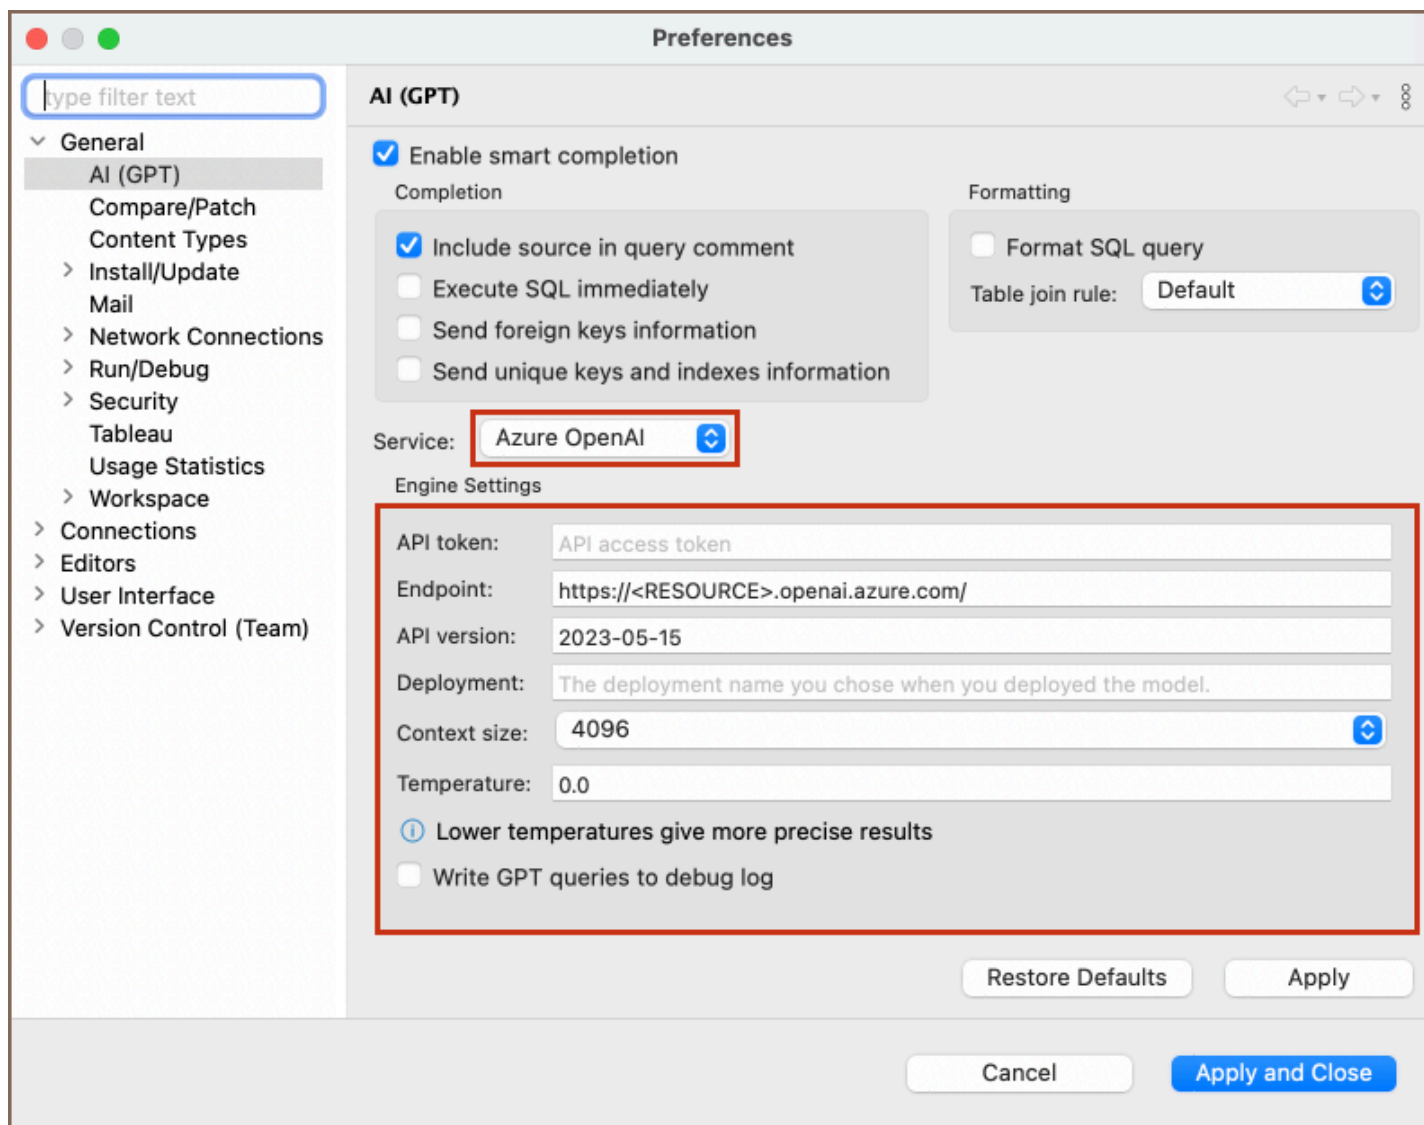 Preferences
type filter text
General
AI (GPT)
Compare/Patch
Content Types
Install/Update
Mail
Network Connections
Run/Debug
Security
Tableau
Usage Statistics
Workspace
Connections
Editors
User Interface
Version Control (Team)
AI (GPT)
Enable smart completion
Completion
Include source in query comment
Execute SQL immediately
Send foreign keys information
Send unique keys and indexes information
Formatting
Format SQL query
Table join rule: Default
Service: Azure OpenAI
Engine Settings
API token: API access token
Endpoint: https://<RESOURCE>.openai.azure.com/
API version: 2023-05-15
Deployment: The deployment name you chose when you deployed the model.
Context size: 4096
Temperature: 0.0
Lower temperatures give more precise results
Write GPT queries to debug log
Restore Defaults Apply
Cancel Apply and Close